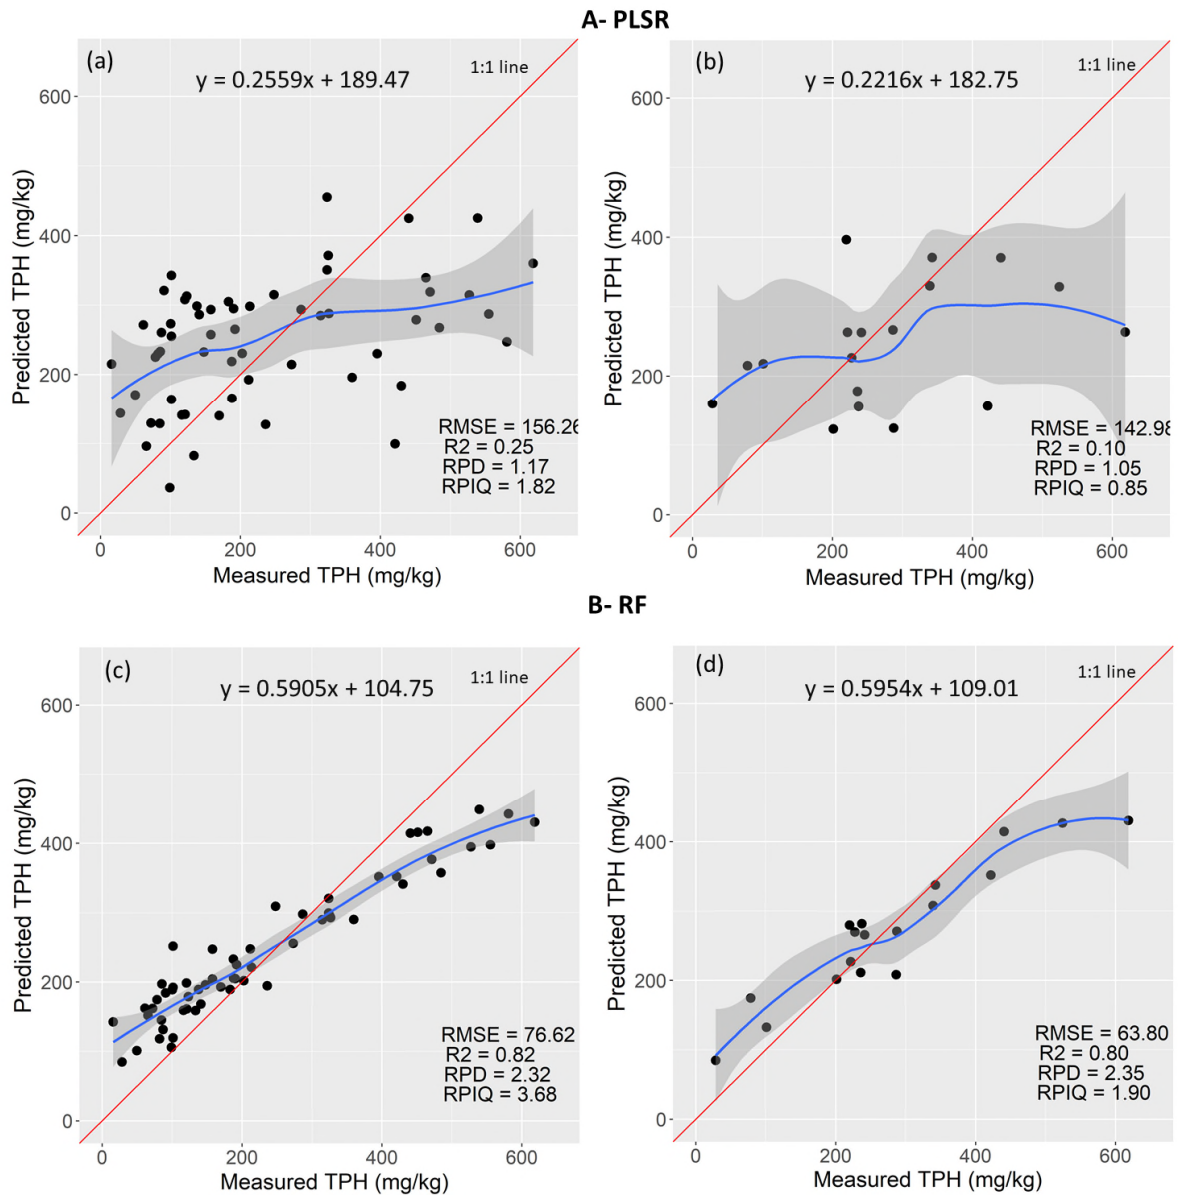 A- PLSR
(a)
y = 0.2559x + 189.47
1:1 line
600
400
200
0
Predicted TPH (mg/kg)
RMSE = 156.26
R2 = 0.25
RPD = 1.17
RPIQ = 1.82
0 200 400 600
Measured TPH (mg/kg)
(b)
y = 0.2216x + 182.75
1:1 line
600
400
200
0
Predicted TPH (mg/kg)
RMSE = 142.98
R2 = 0.10
RPD = 1.05
RPIQ = 0.85
0 200 400 600
Measured TPH (mg/kg)
B- RF
(c)
y = 0.5905x + 104.75
1:1 line
600
400
200
0
Predicted TPH (mg/kg)
RMSE = 76.62
R2 = 0.82
RPD = 2.32
RPIQ = 3.68
0 200 400 600
Measured TPH (mg/kg)
(d)
y = 0.5954x + 109.01
1:1 line
600
400
200
0
Predicted TPH (mg/kg)
RMSE = 63.80
R2 = 0.80
RPD = 2.35
RPIQ = 1.90
0 200 400 600
Measured TPH (mg/kg)